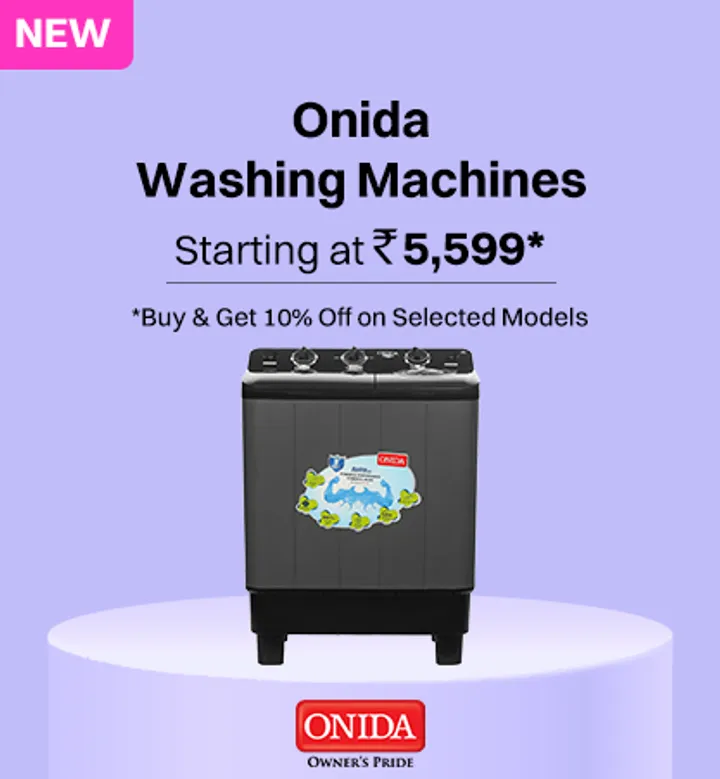 NEW
Onida
Washing Machines
Starting at ₹5,599*
*Buy & Get 10% Off on Selected Models
ONIDA
ONIDA
OWNER'S PRIDE